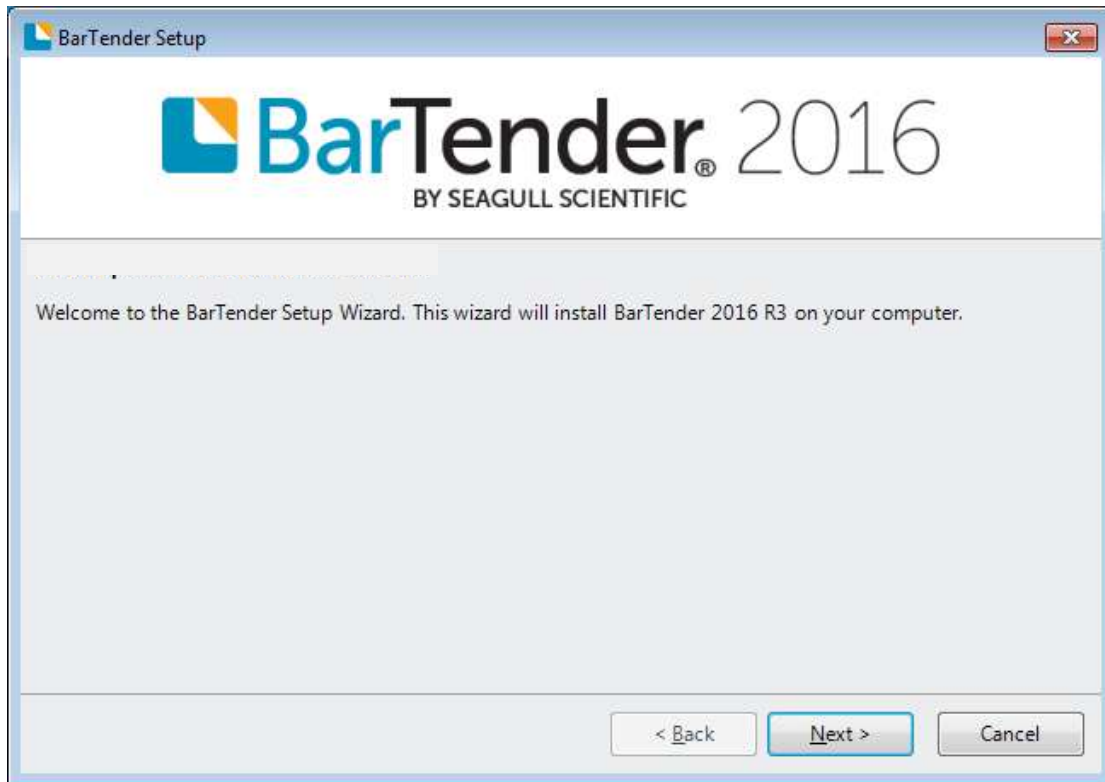 BarTender Setup
BarTender® 2016
BY SEAGULL SCIENTIFIC
Welcome to the BarTender Setup Wizard. This wizard will install BarTender 2016 R3 on your computer.
< Back
Next >
Cancel